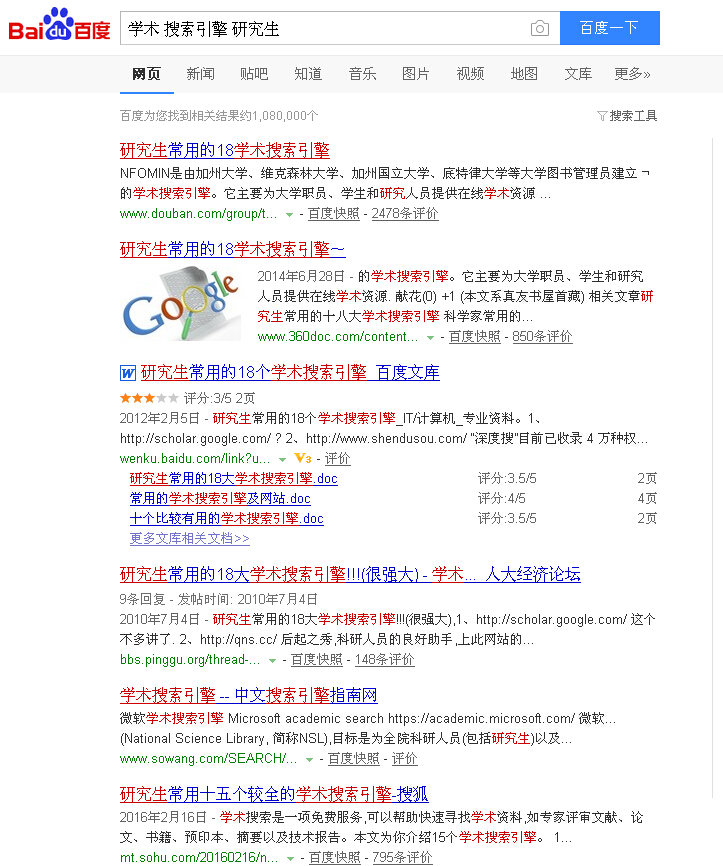 Bai du 百度
学术 搜索引擎 研究生
百度一下
网页 新闻 贴吧 知道 音乐 图片 视频 地图 文库 更多»
百度为您找到相关结果约1,080,000个 搜索工具
研究生常用的18学术搜索引擎
NFOMIN是由加州大学、维克森林大学、加州国立大学、底特律大学等大学图书管理员建立 ¬
的学术搜索引擎。它主要为大学职员、学生和研究人员提供在线学术资源 ...
www.douban.com/group/t... - 百度快照 - 2478条评价
研究生常用的18学术搜索引擎~
Google
2014年6月28日 - 的学术搜索引擎。它主要为大学职员、学生和研究
人员提供在线学术资源. 献花(0) +1 (本文系真友书屋首藏) 相关文章研
究生常用的十八大学术搜索引擎 科学家常用的...
www.360doc.com/content... - 百度快照 - 850条评价
W 研究生常用的18个学术搜索引擎_百度文库
评分:3/5 2页
2012年2月5日 - 研究生常用的18个学术搜索引擎_IT/计算机_专业资料。1、
http://scholar.google.com/ ? 2、http://www.shendusou.com/ "深度搜"目前已收录 4 万种权...
wenku.baidu.com/link?u... V3 - 评价
研究生常用的18大学术搜索引擎.doc 评分:3.5/5 2页
常用的学术搜索引擎及网站.doc 评分:4/5 4页
十个比较有用的学术搜索引擎.doc 评分:3.5/5 2页
更多文库相关文档>>
研究生常用的18大学术搜索引擎!!!(很强大) - 学术... 人大经济论坛
9条回复 - 发帖时间: 2010年7月4日
2010年7月4日 - 研究生常用的18大学术搜索引擎!!!(很强大),1、http://scholar.google.com/ 这个
不多讲了. 2、http://qns.cc/ 后起之秀,科研人员的良好助手,上此网站的...
bbs.pinggu.org/thread-... - 百度快照 - 148条评价
学术搜索引擎 -- 中文搜索引擎指南网
微软学术搜索引擎 Microsoft academic search https://academic.microsoft.com/ 微软...
(National Science Library, 简称NSL),目标是为全院科研人员(包括研究生)以及...
www.sowang.com/SEARCH/... - 百度快照 - 评价
研究生常用十五个较全的学术搜索引擎-搜狐
2016年2月16日 - 学术搜索是一项免费服务,可以帮助快速寻找学术资料,如专家评审文献、论
文、书籍、预印本、摘要以及技术报告。本文为你介绍15个学术搜索引擎。 1...
mt.sohu.com/20160216/n... - 百度快照 - 795条评价